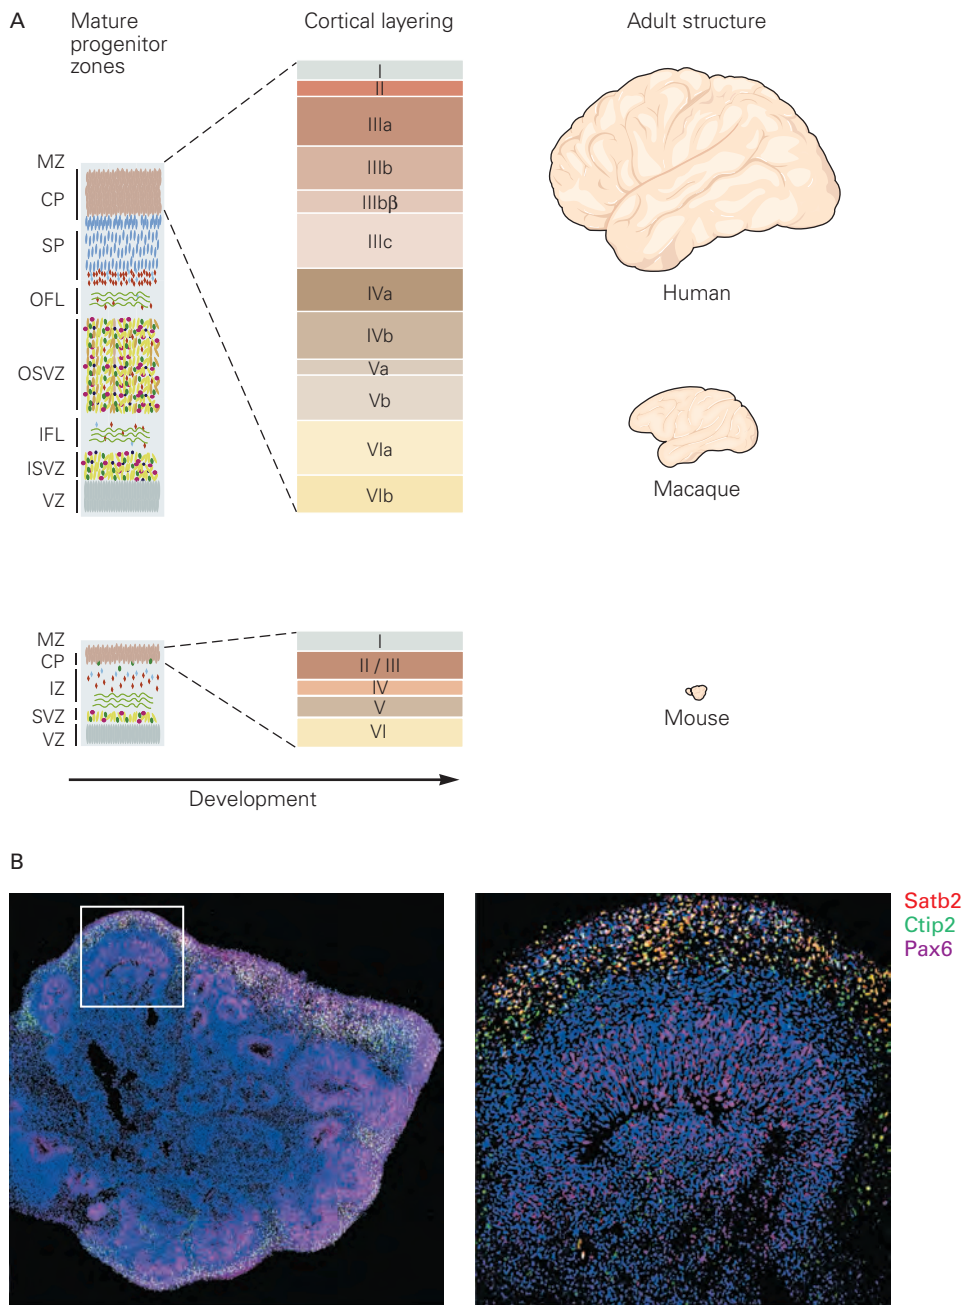 A
Mature
progenitor
zones
Cortical layering
Adult structure
MZ
CP
SP
OFL
OSVZ
IFL
ISVZ
VZ
I
II
IIIa
IIIb
IIIbβ
IIIc
IVa
IVb
Va
Vb
VIa
VIb
Human
Macaque
MZ
CP
IZ
SVZ
VZ
I
II / III
IV
V
VI
Mouse
Development
B
Satb2
Ctip2
Pax6